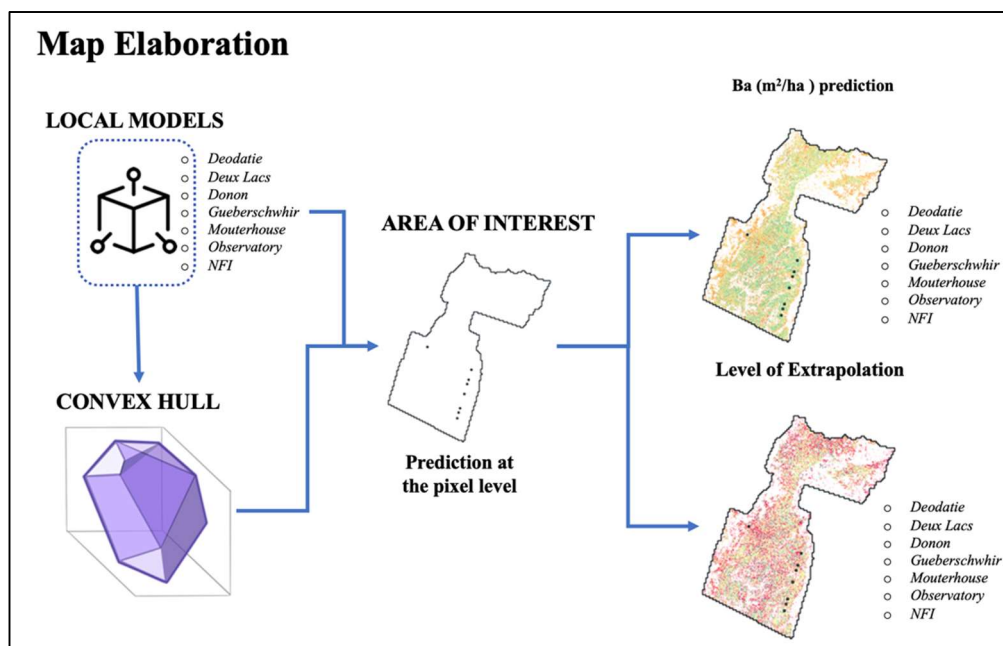 Map Elaboration
LOCAL MODELS
Deodatie
Deux Lacs
Donon
Gueberschwhir
Mouterhouse
Observatory
NFI
CONVEX HULL
AREA OF INTEREST
Prediction at
the pixel level
Ba (m²/ha ) prediction
Deodatie
Deux Lacs
Donon
Gueberschwhir
Mouterhouse
Observatory
NFI
Level of Extrapolation
Deodatie
Deux Lacs
Donon
Gueberschwhir
Mouterhouse
Observatory
NFI